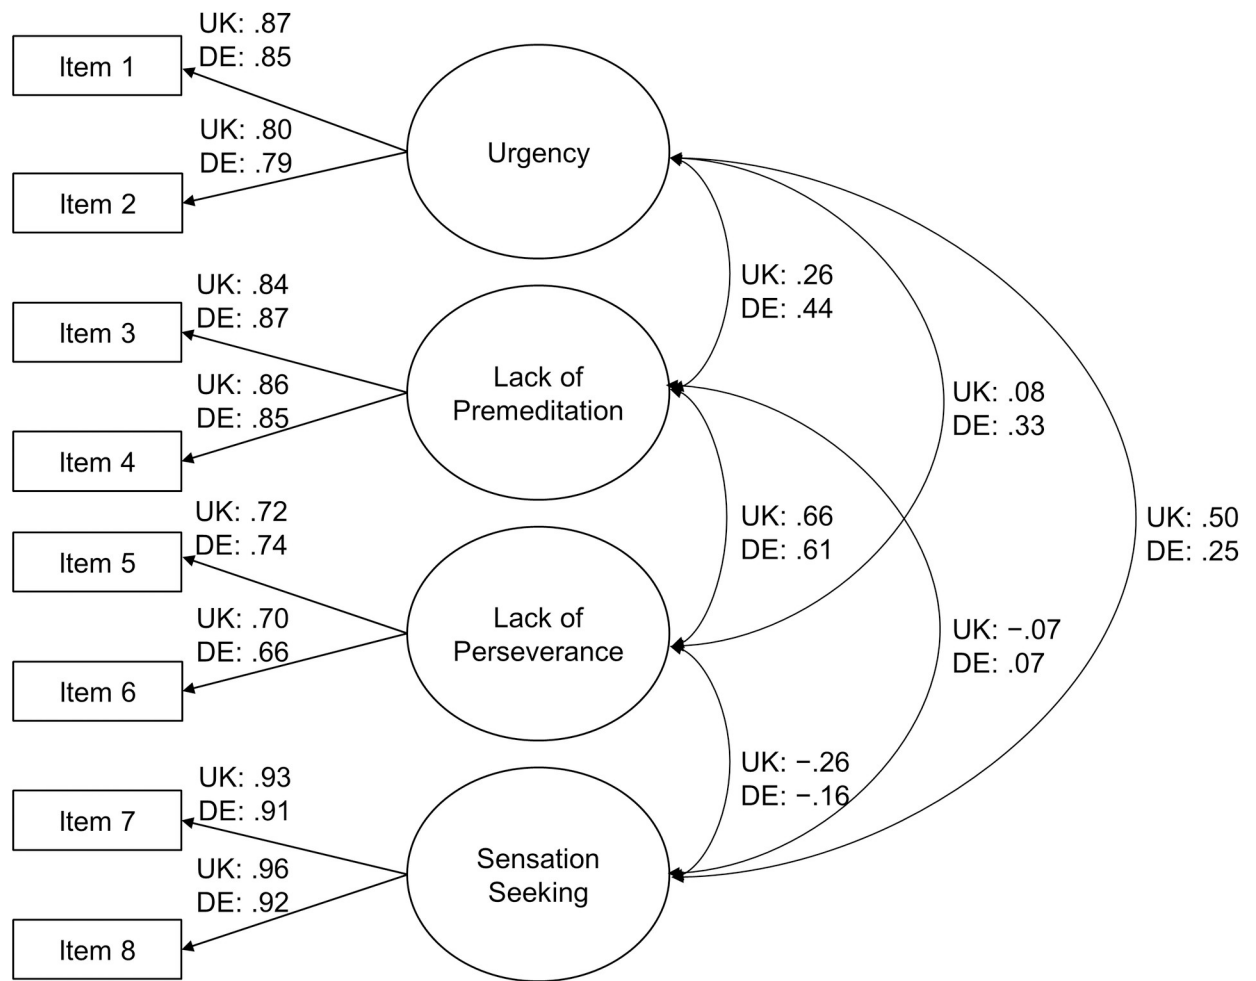 UK: .87
DE: .85
Item 1
UK: .80
DE: .79
Item 2
Urgency
UK: .26
DE: .44
UK: .84
DE: .87
Item 3
UK: .86
DE: .85
Item 4
Lack of
Premeditation
UK: .08
DE: .33
UK: .72
DE: .74
Item 5
UK: .70
DE: .66
Item 6
Lack of
Perseverance
UK: .66
DE: .61
UK: .50
DE: .25
UK: −.07
DE: .07
UK: −.26
DE: −.16
UK: .93
DE: .91
Item 7
UK: .96
DE: .92
Item 8
Sensation
Seeking